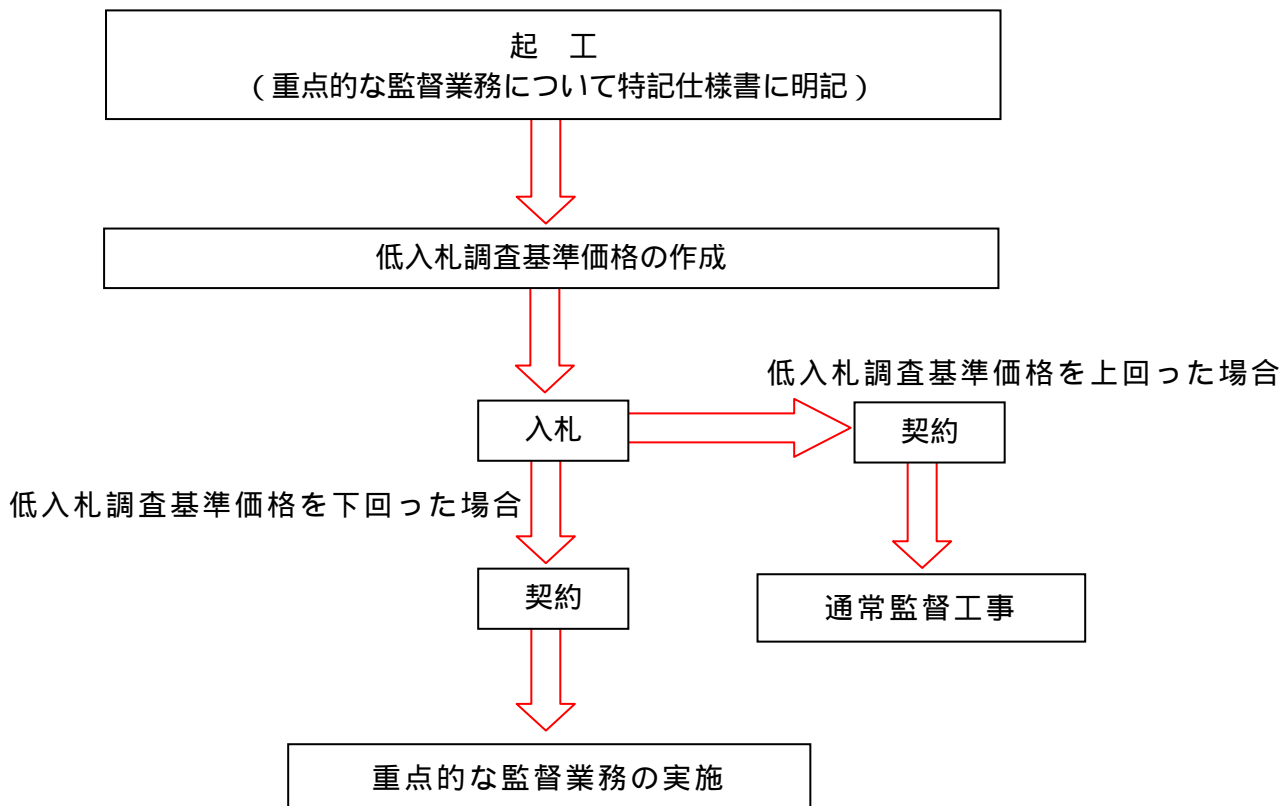 起　工
（重点的な監督業務について特記仕様書に明記）
低入札調査基準価格の作成
低入札調査基準価格を上回った場合
入札
契約
低入札調査基準価格を下回った場合
契約
通常監督工事
重点的な監督業務の実施